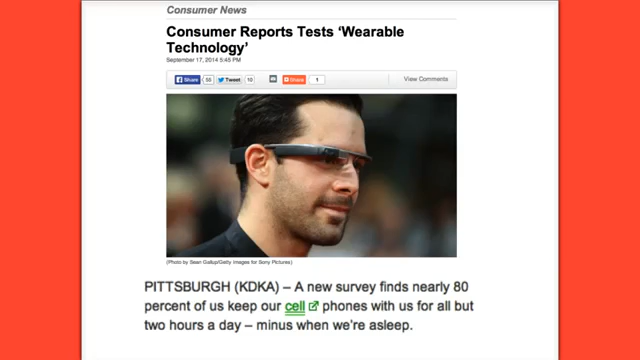 Consumer News
Consumer Reports Tests ‘Wearable
Technology’
September 17, 2014 5:45 PM
Share 55 Tweet 10 Share 1 View Comments
(Photo by Sean Gallup/Getty Images for Sony Pictures)
PITTSBURGH (KDKA) – A new survey finds nearly 80
percent of us keep our cell phones with us for all but
two hours a day – minus when we’re asleep.